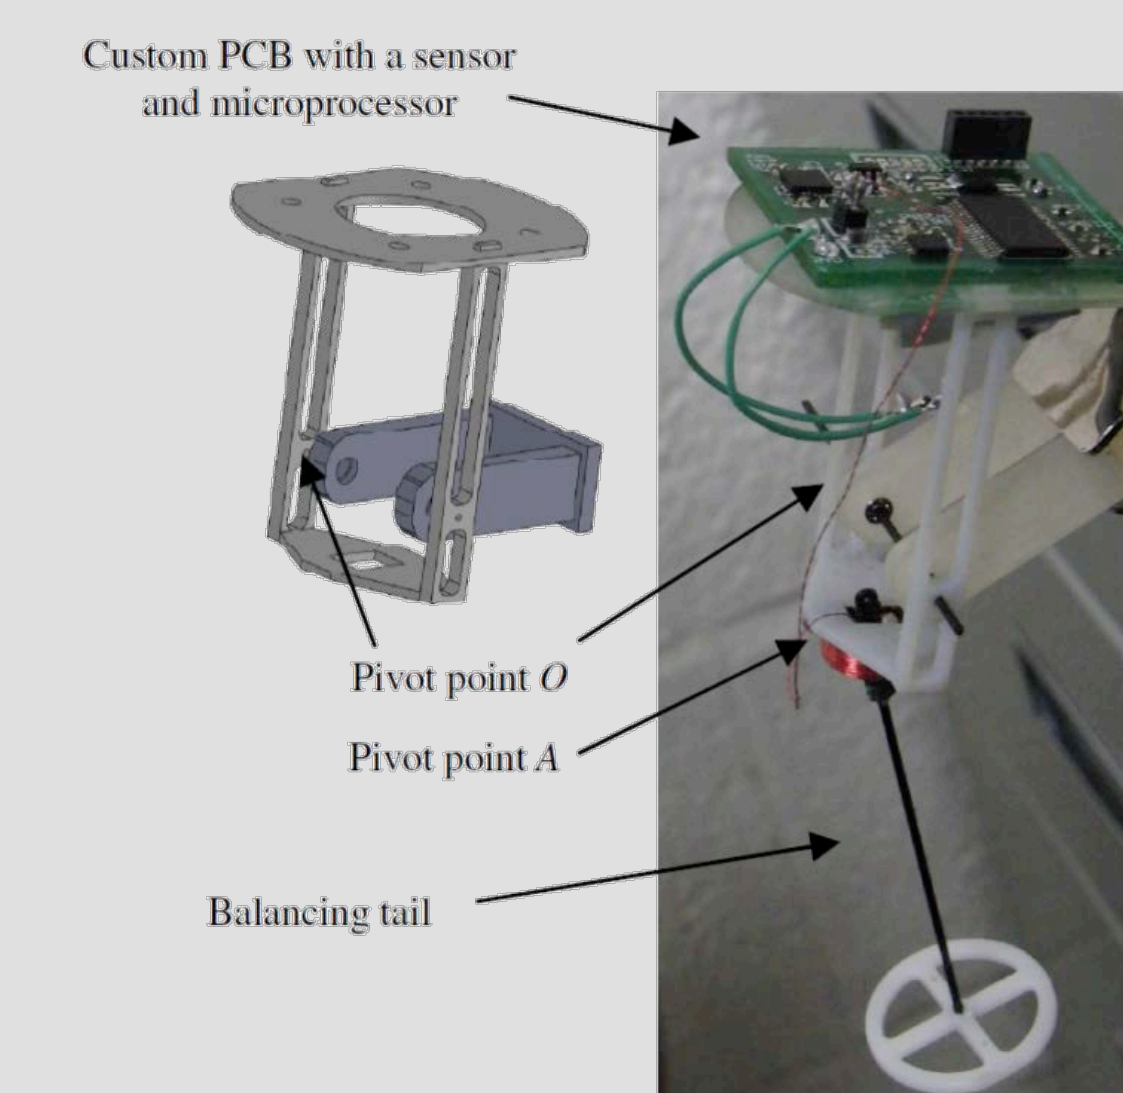 Custom PCB with a sensor
and microprocessor
Pivot point O
Pivot point A
Balancing tail